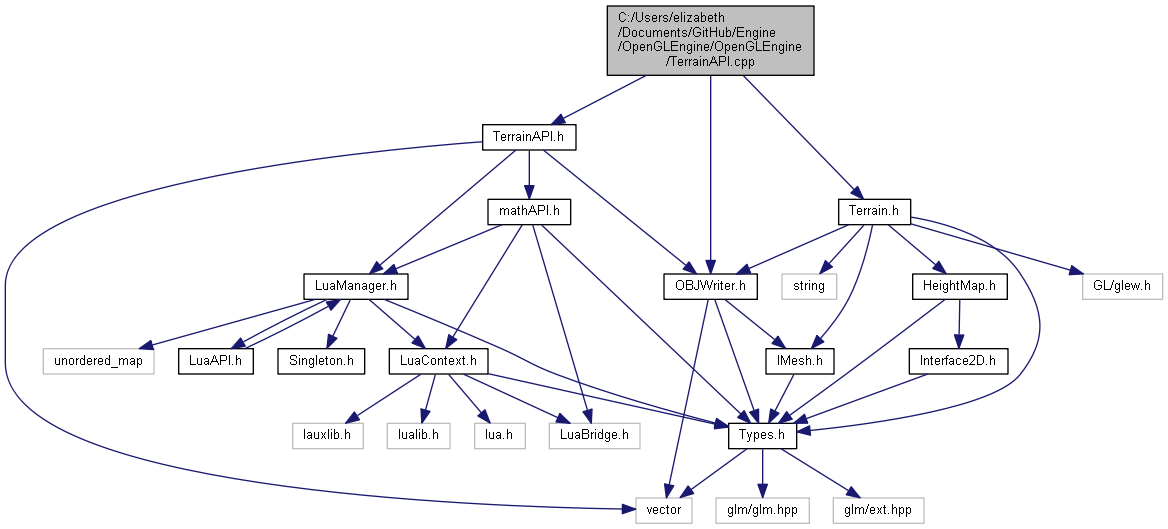 C:/Users/elizabeth
/Documents/GitHub/Engine
/OpenGLEngine/OpenGLEngine
/TerrainAPI.cpp
TerrainAPI.h
mathAPI.h
Terrain.h
LuaManager.h
OBJWriter.h
string
HeightMap.h
GL/glew.h
unordered_map
LuaAPI.h
Singleton.h
LuaContext.h
IMesh.h
Interface2D.h
lauxlib.h
lualib.h
lua.h
LuaBridge.h
Types.h
vector
glm/glm.hpp
glm/ext.hpp